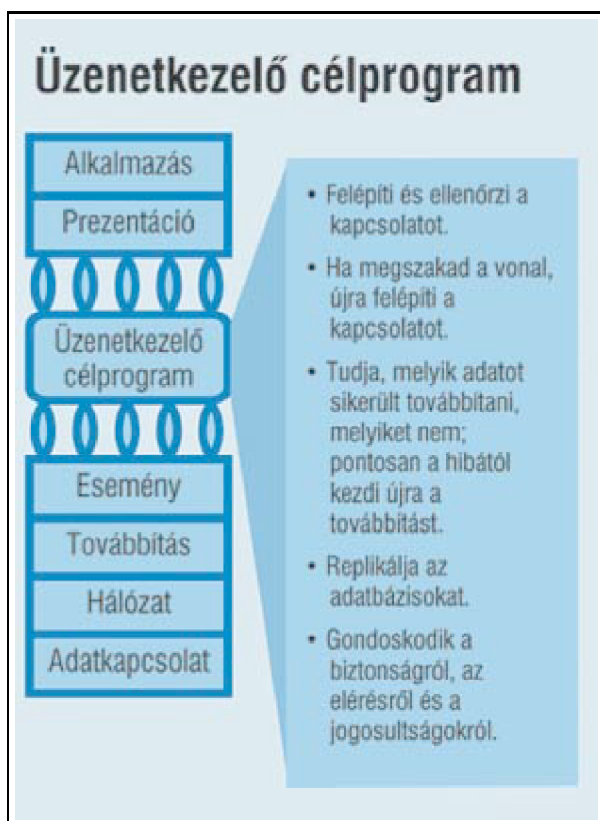 Üzenetkezelő célprogram
Alkalmazás
Prezentáció
Üzenetkezelő
célprogram
Esemény
Továbbítás
Hálózat
Adatkapcsolat
• Felépíti és ellenőrzi a
kapcsolatot.
• Ha megszakad a vonal,
újra felépíti a
kapcsolatot.
• Tudja, melyik adatot
sikerült továbbítani,
melyiket nem;
pontosan a hibától
kezdi újra a
továbbítást.
• Replikálja az
adatbázisokat.
• Gondoskodik a
biztonságról, az
elérésről és a
jogosultságokról.